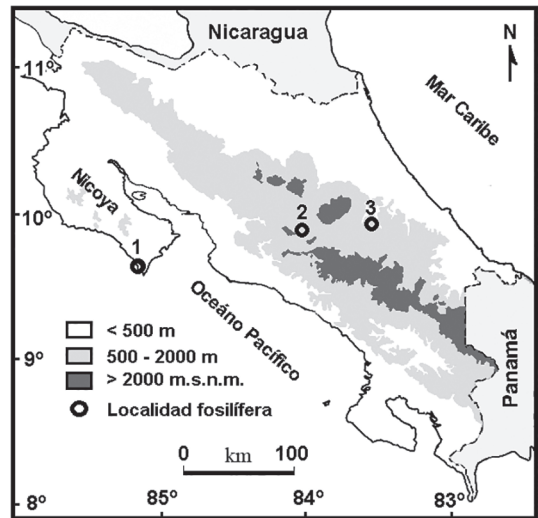 Nicaragua
N
11°
Mar Caribe
Nicoya
10°
2
3
1
Océano Pacífico
< 500 m
500 - 2000 m
> 2000 m.s.n.m.
Localidad fosilífera
9°
Panamá
0 100
km
8°
85° 84° 83°